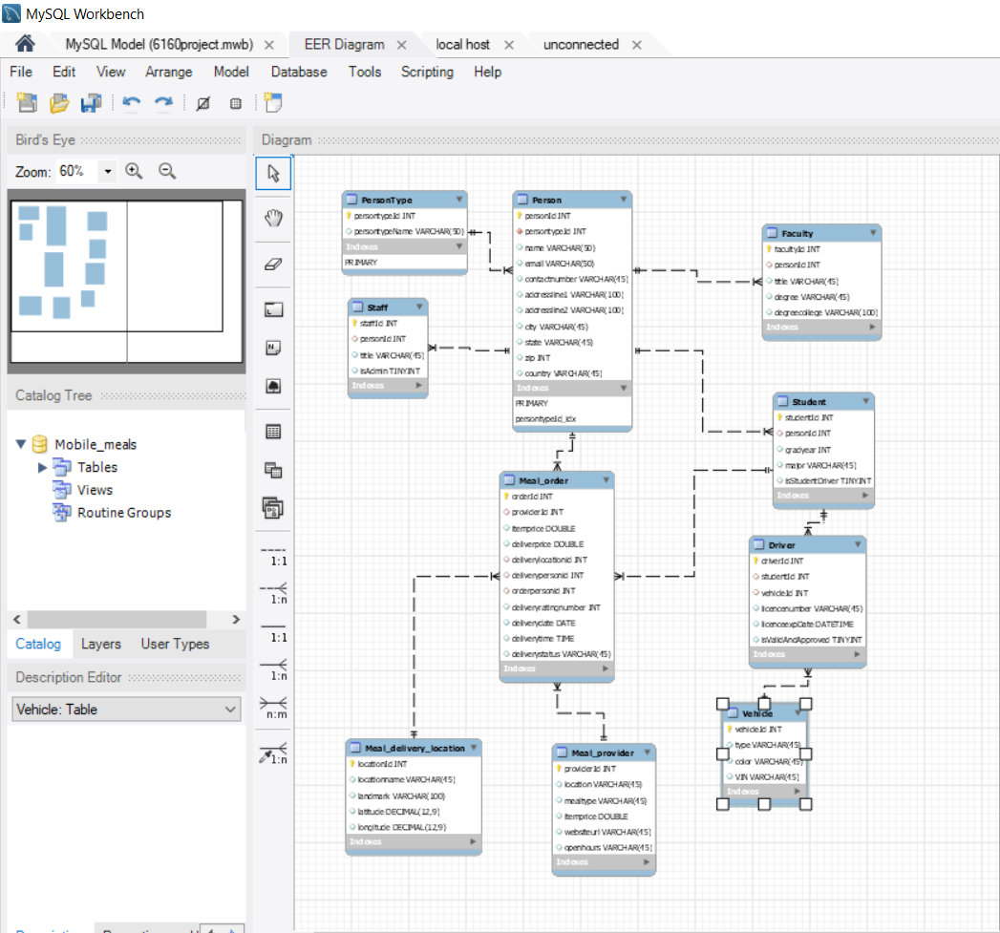 MySQL Workbench
MySQL Model (6160project.mwb)
EER Diagram
local host
unconnected
File Edit View Arrange Model Database Tools Scripting Help
Bird's Eye
Zoom: 60%
Catalog Tree
Mobile_meals
Tables
Views
Routine Groups
Catalog Layers User Types
Description Editor
Vehicle: Table
Diagram
1:1
1:n
1:1
1:n
n:m
1:n
PersonType
persontypeId INT
persontypeName VARCHAR(50)
Indexes
PRIMARY
Staff
staffId INT
personId INT
title VARCHAR(45)
isAdmin TINYINT
Indexes
Person
personId INT
persontypeId INT
name VARCHAR(50)
email VARCHAR(50)
contactnumber VARCHAR(45)
addressline1 VARCHAR(100)
addressline2 VARCHAR(100)
city VARCHAR(45)
state VARCHAR(45)
zip INT
country VARCHAR(45)
Indexes
PRIMARY
persontypeId_idx
Faculty
facultyId INT
personId INT
title VARCHAR(45)
degree VARCHAR(45)
degreecollege VARCHAR(100)
Indexes
Student
studentId INT
personId INT
gradyear INT
major VARCHAR(45)
isStudentDriver TINYINT
Indexes
Meal_order
orderId INT
providerId INT
itemprice DOUBLE
deliverprice DOUBLE
deliverylocationid INT
deliverypersonid INT
orderpersonid INT
deliveryratingnumber INT
deliverydate DATE
deliverytime TIME
deliverystatus VARCHAR(45)
Indexes
Driver
driverId INT
studentId INT
vehicleId INT
licencenumber VARCHAR(45)
licenceexpDate DATETIME
isValidAndApproved TINYINT
Indexes
Vehicle
vehicleId INT
type VARCHAR(45)
color VARCHAR(45)
VIN VARCHAR(45)
Indexes
Meal_delivery_location
locationId INT
locationname VARCHAR(45)
landmark VARCHAR(100)
latitude DECIMAL(12,9)
longitude DECIMAL(12,9)
Indexes
Meal_provider
providerId INT
location VARCHAR(45)
mealtype VARCHAR(45)
itemprice DOUBLE
websiteurl VARCHAR(45)
openhours VARCHAR(45)
Indexes